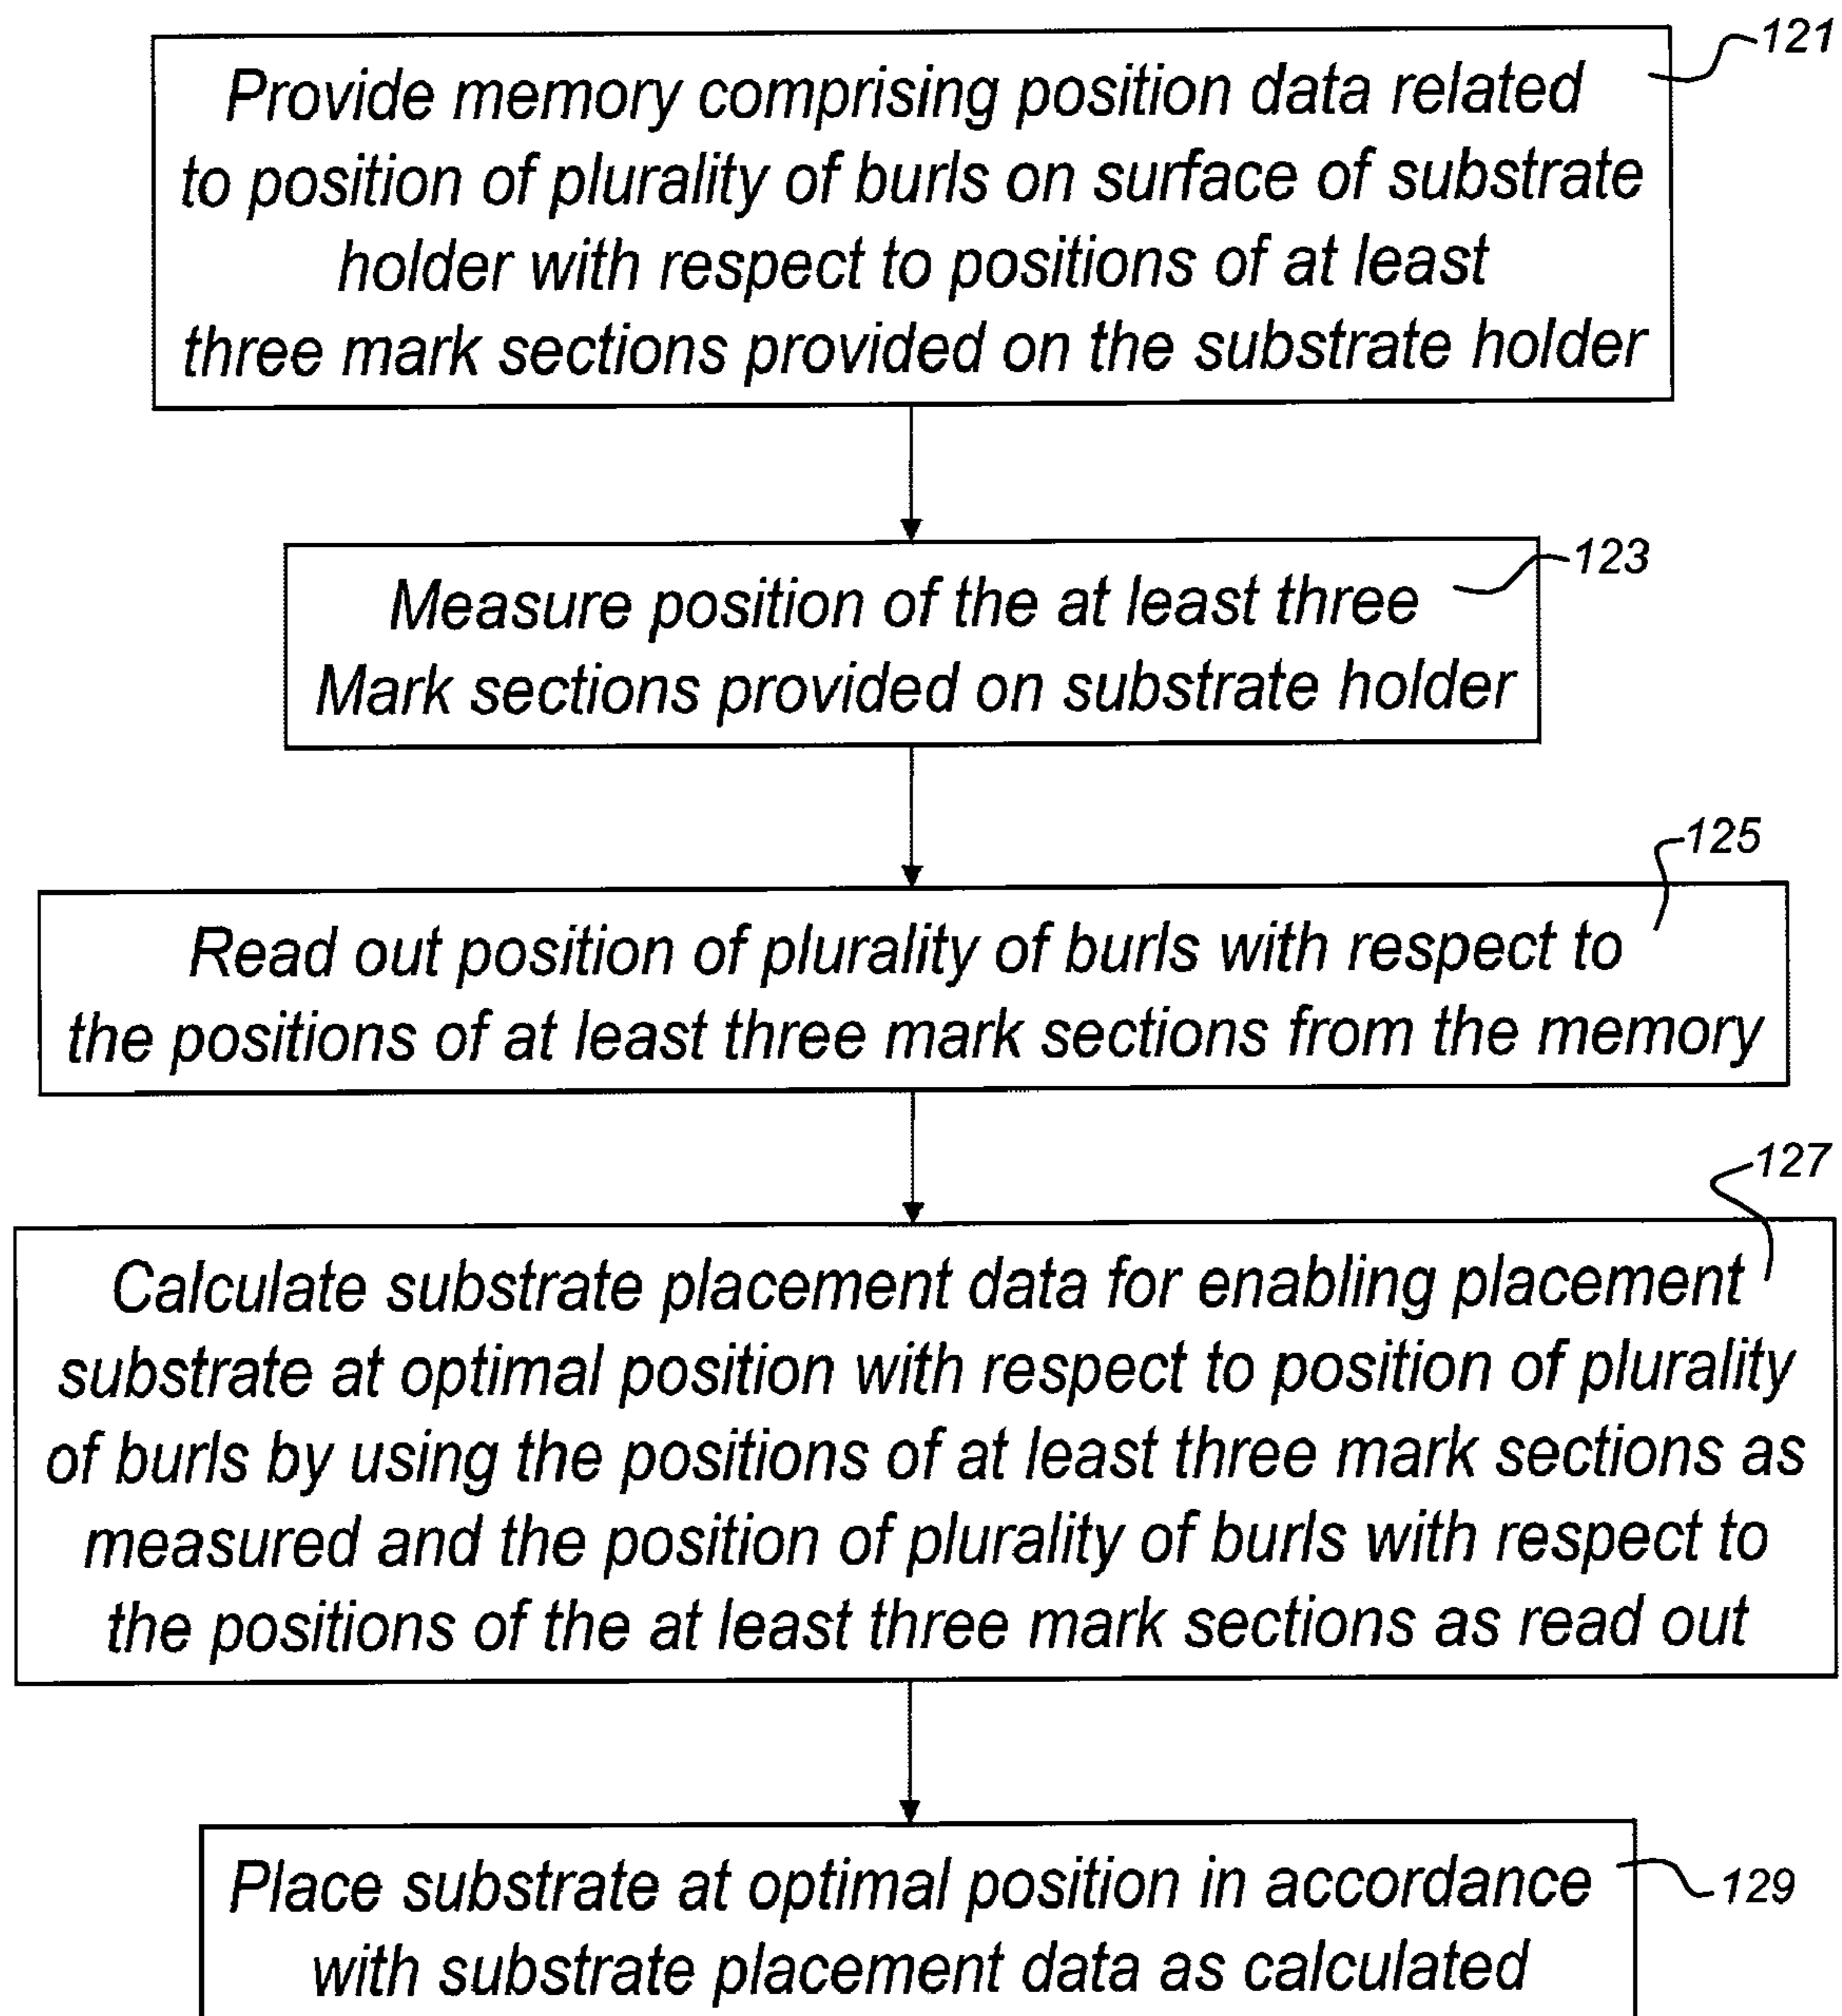 121
Provide memory comprising position data related
to position of plurality of burls on surface of substrate
holder with respect to positions of at least
three mark sections provided on the substrate holder
123
Measure position of the at least three
Mark sections provided on substrate holder
125
Read out position of plurality of burls with respect to
the positions of at least three mark sections from the memory
127
Calculate substrate placement data for enabling placement
substrate at optimal position with respect to position of plurality
of burls by using the positions of at least three mark sections as
measured and the position of plurality of burls with respect to
the positions of the at least three mark sections as read out
Place substrate at optimal position in accordance
129
with substrate placement data as calculated